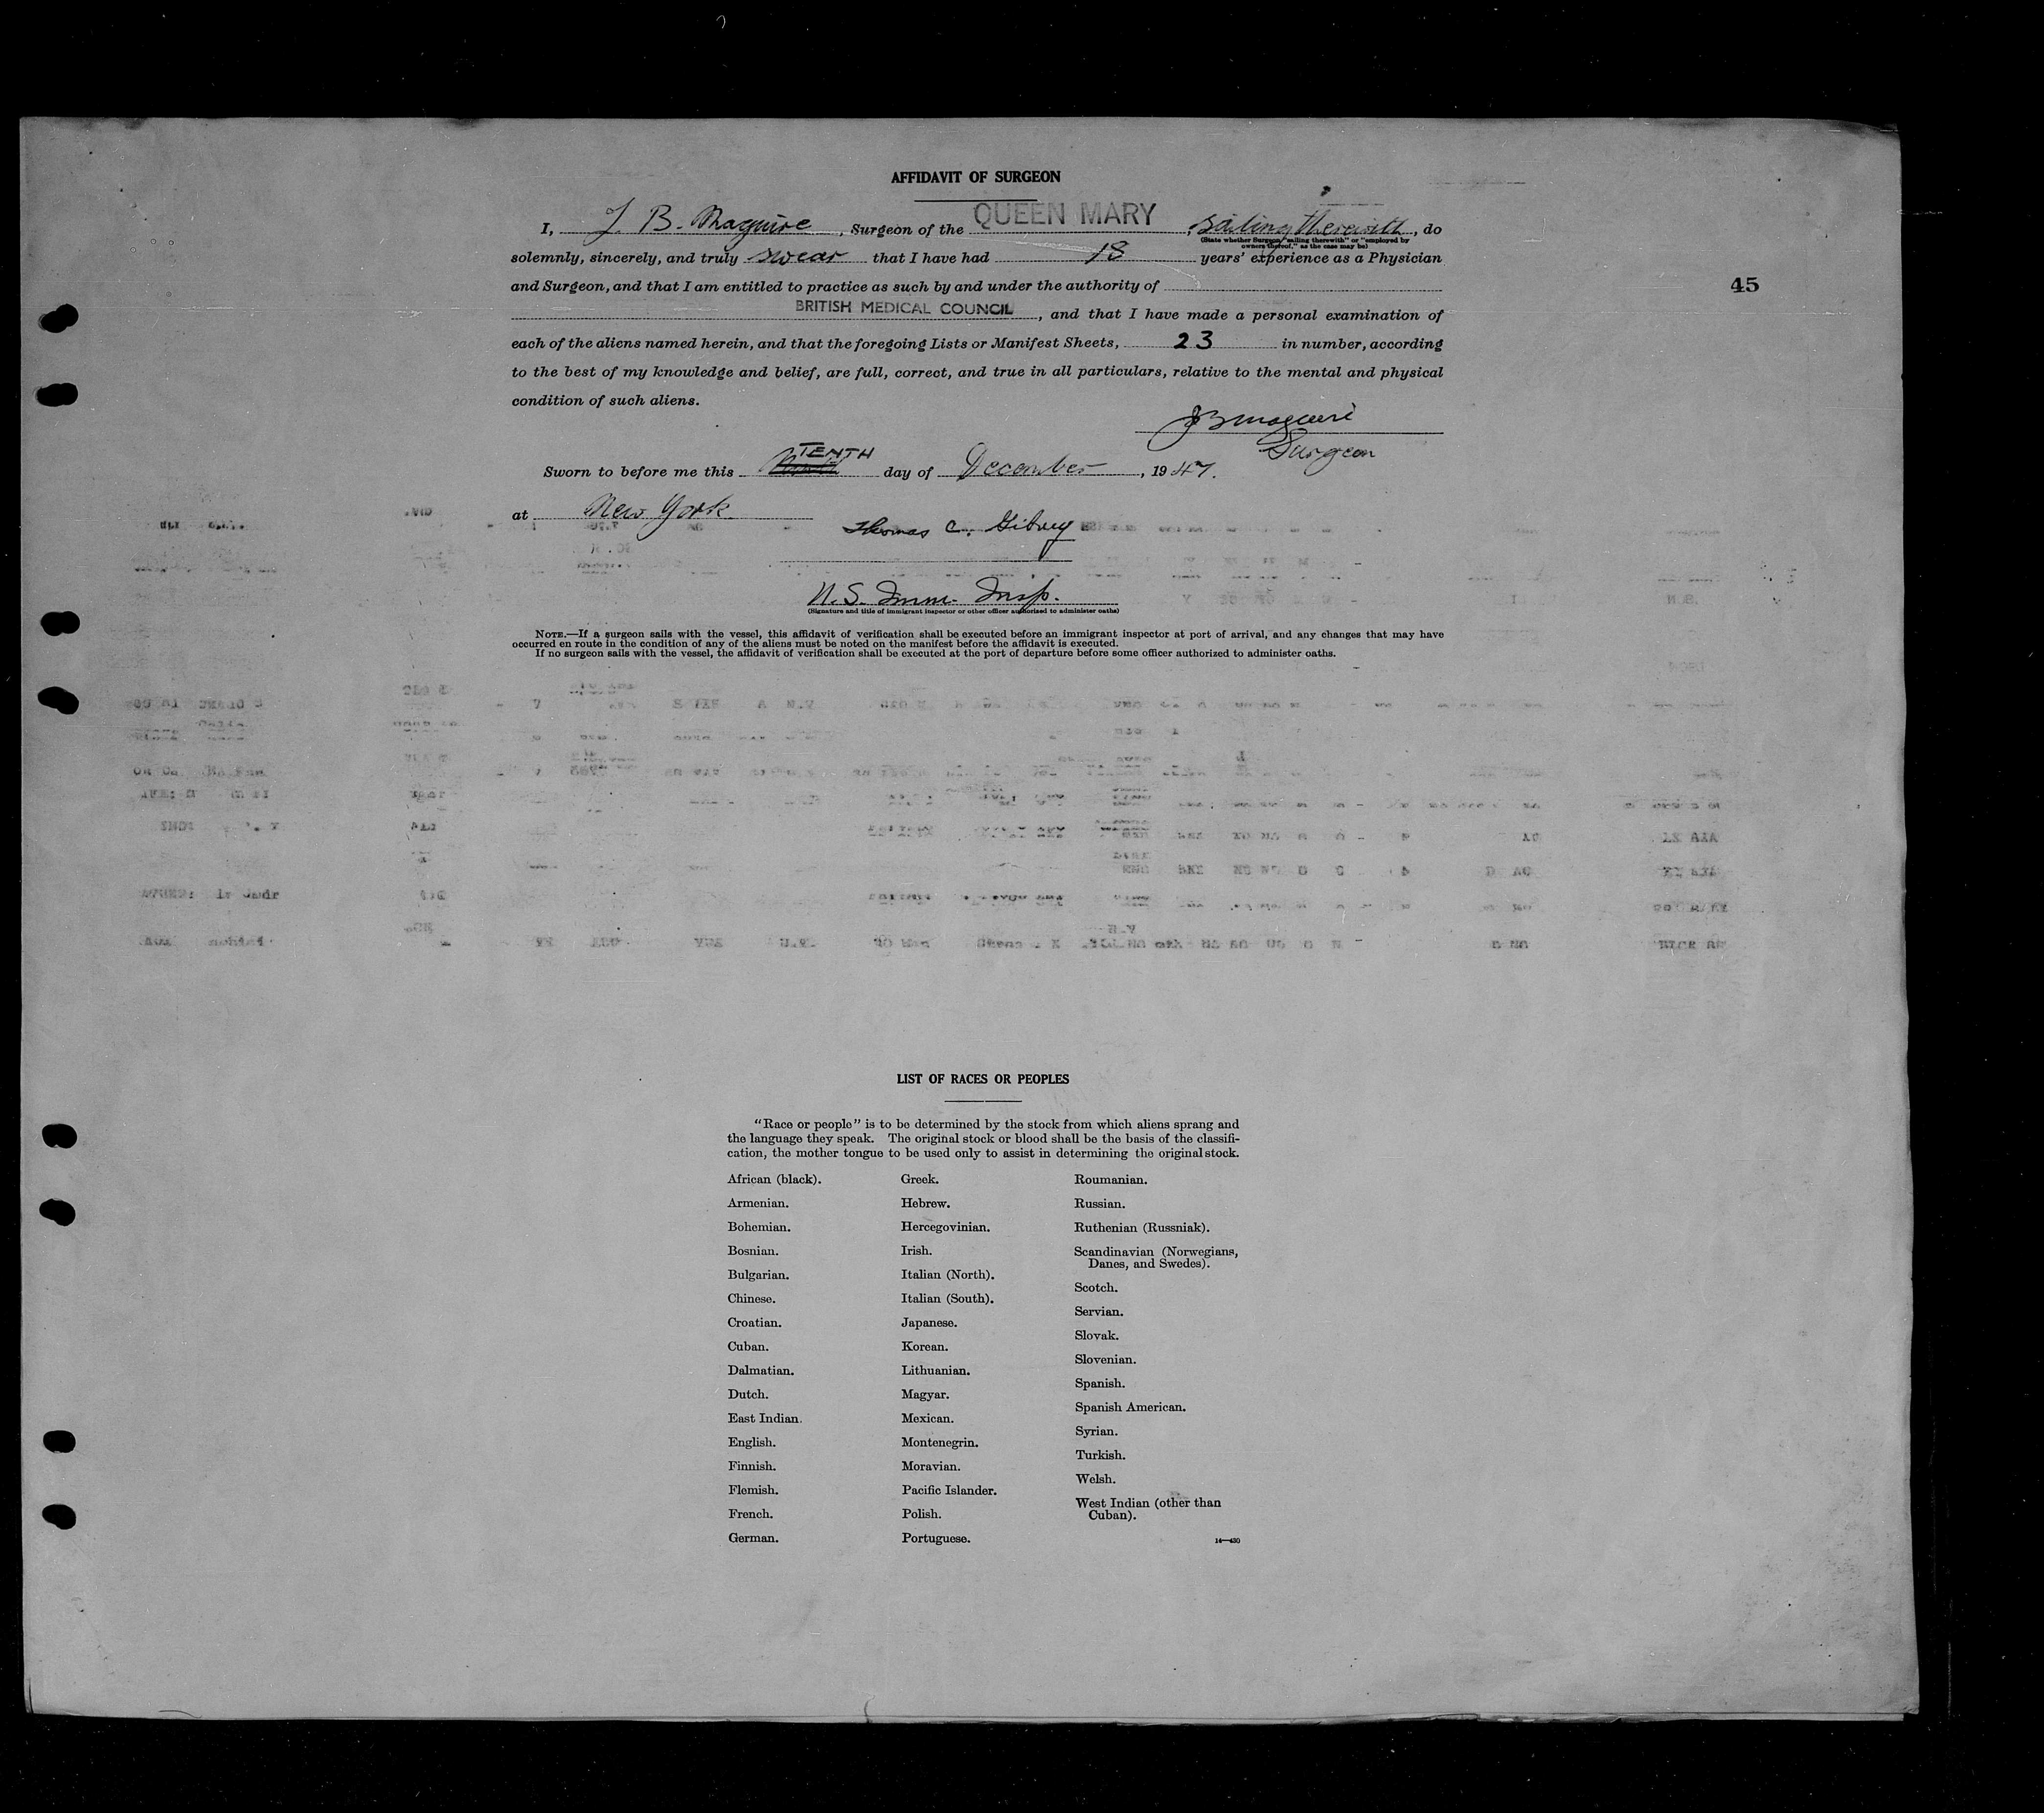 AFFIDAVIT OF SURGEON
I, J. B. Maguire, Surgeon of the QUEEN MARY, sailing therewith, do
(State whether Surgeon "sailing therewith" or "employed by
owners thereof," as the case may be)
solemnly, sincerely, and truly swear that I have had 18 years' experience as a Physician
and Surgeon, and that I am entitled to practice as such by and under the authority of
45
BRITISH MEDICAL COUNCIL, and that I have made a personal examination of
each of the aliens named herein, and that the foregoing Lists or Manifest Sheets, 23 in number, according
to the best of my knowledge and belief, are full, correct, and true in all particulars, relative to the mental and physical
condition of such aliens.
JB Maguire
Surgeon
TENTH
Sworn to before me this day of December, 1947.
at New York
Thomas C. Gibney
U.S. Imm. Insp.
(Signature and title of immigrant inspector or other officer authorized to administer oaths)
NOTE.—If a surgeon sails with the vessel, this affidavit of verification shall be executed before an immigrant inspector at port of arrival, and any changes that may have
occurred en route in the condition of any of the aliens must be noted on the manifest before the affidavit is executed.
If no surgeon sails with the vessel, the affidavit of verification shall be executed at the port of departure before some officer authorized to administer oaths.
LIST OF RACES OR PEOPLES
"Race or people" is to be determined by the stock from which aliens sprang and
the language they speak. The original stock or blood shall be the basis of the classifi-
cation, the mother tongue to be used only to assist in determining the original stock.
African (black).
Armenian.
Bohemian.
Bosnian.
Bulgarian.
Chinese.
Croatian.
Cuban.
Dalmatian.
Dutch.
East Indian.
English.
Finnish.
Flemish.
French.
German.
Greek.
Hebrew.
Hercegovinian.
Irish.
Italian (North).
Italian (South).
Japanese.
Korean.
Lithuanian.
Magyar.
Mexican.
Montenegrin.
Moravian.
Pacific Islander.
Polish.
Portuguese.
Roumanian.
Russian.
Ruthenian (Russniak).
Scandinavian (Norwegians,
Danes, and Swedes).
Scotch.
Servian.
Slovak.
Slovenian.
Spanish.
Spanish American.
Syrian.
Turkish.
Welsh.
West Indian (other than
Cuban).
14—430